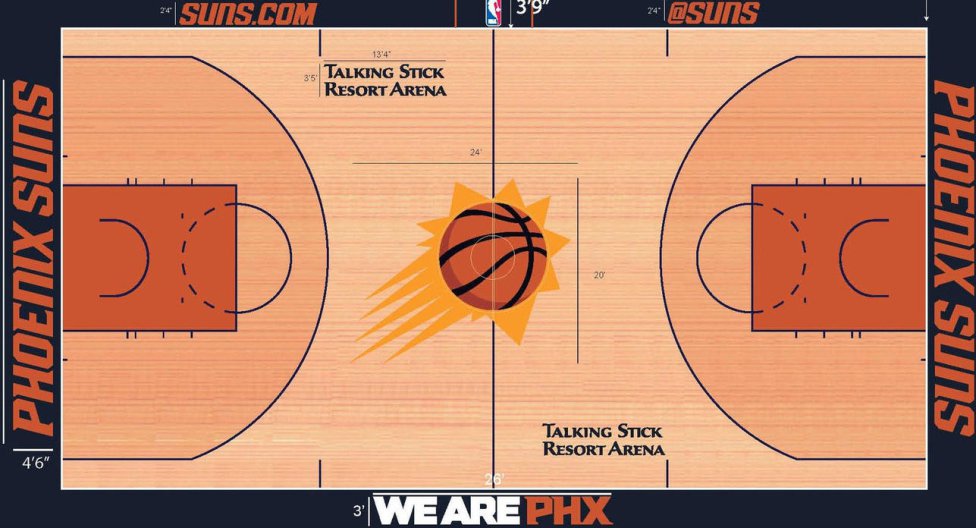 2'4"
SUNS.COM
3'9"
2'4"
@SUNS
13'4"
3'5'
TALKING STICK
RESORT ARENA
24'
PHOENIX SUNS
PHOENIX SUNS
20'
TALKING STICK
RESORT ARENA
4'6"
26'
3'
WE ARE PHX